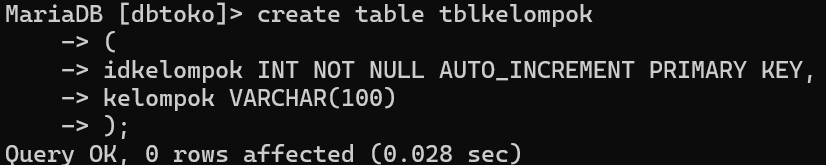 MariaDB [dbtoko]> create table tblkelompok
    -> (
    -> idkelompok INT NOT NULL AUTO_INCREMENT PRIMARY KEY,
    -> kelompok VARCHAR(100)
    -> );
Query OK, 0 rows affected (0.028 sec)